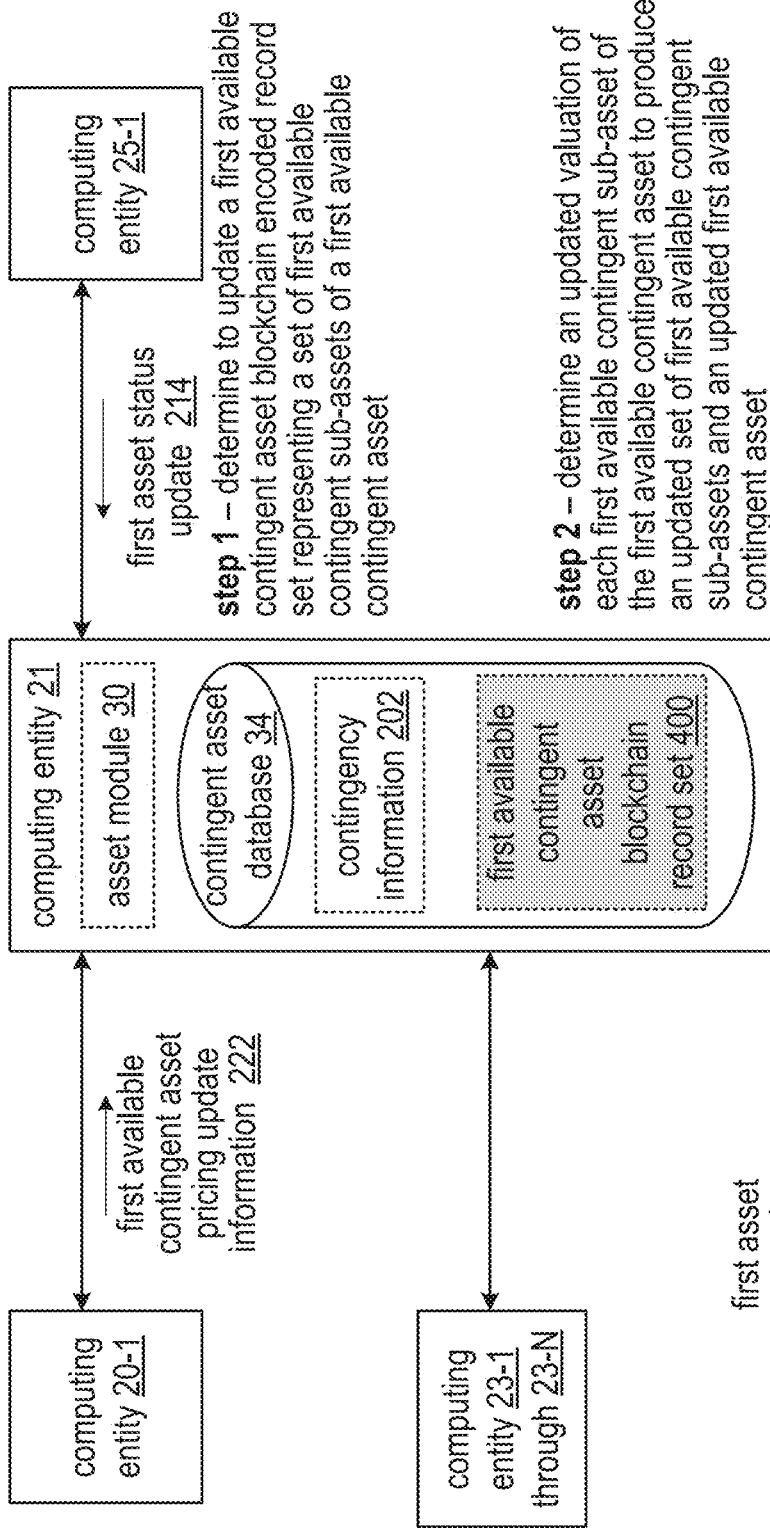 computing
entity 20-1
first available
contingent asset
pricing update
information 222
computing entity 21
asset module 30
contingent asset
database 34
contingency
information 202
first available
contingent
asset
blockchain
record set 400
first asset status
update 214
computing
entity 25-1
step 1 – determine to update a first available
contingent asset blockchain encoded record
set representing a set of first available
contingent sub-assets of a first available
contingent asset
computing
entity 23-1
through 23-N
step 2 – determine an updated valuation of
each first available contingent sub-asset of
the first available contingent asset to produce
an updated set of first available contingent
sub-assets and an updated first available
contingent asset
first asset